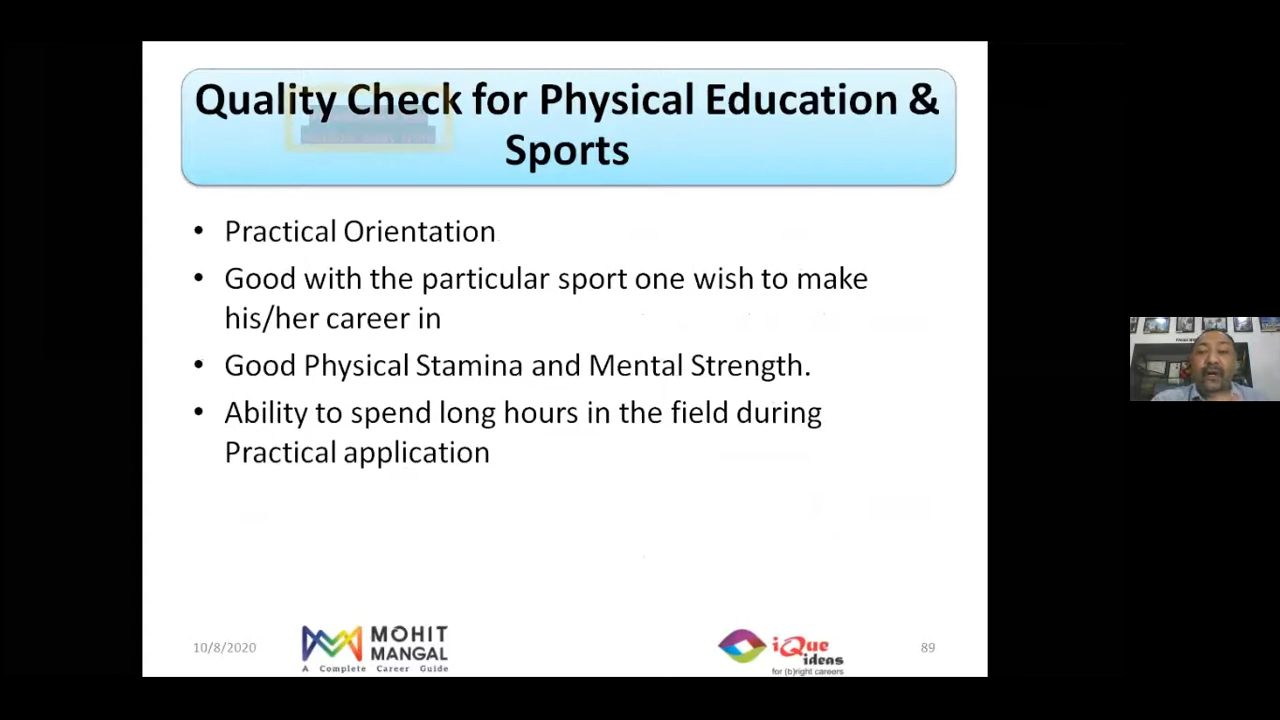 Quality Check for Physical Education &
Sports
• Practical Orientation
• Good with the particular sport one wish to make
his/her career in
• Good Physical Stamina and Mental Strength.
• Ability to spend long hours in the field during
Practical application
10/8/2020
MOHIT
MANGAL
A Complete Career Guide
iQue
ideas
for (b)right careers
89